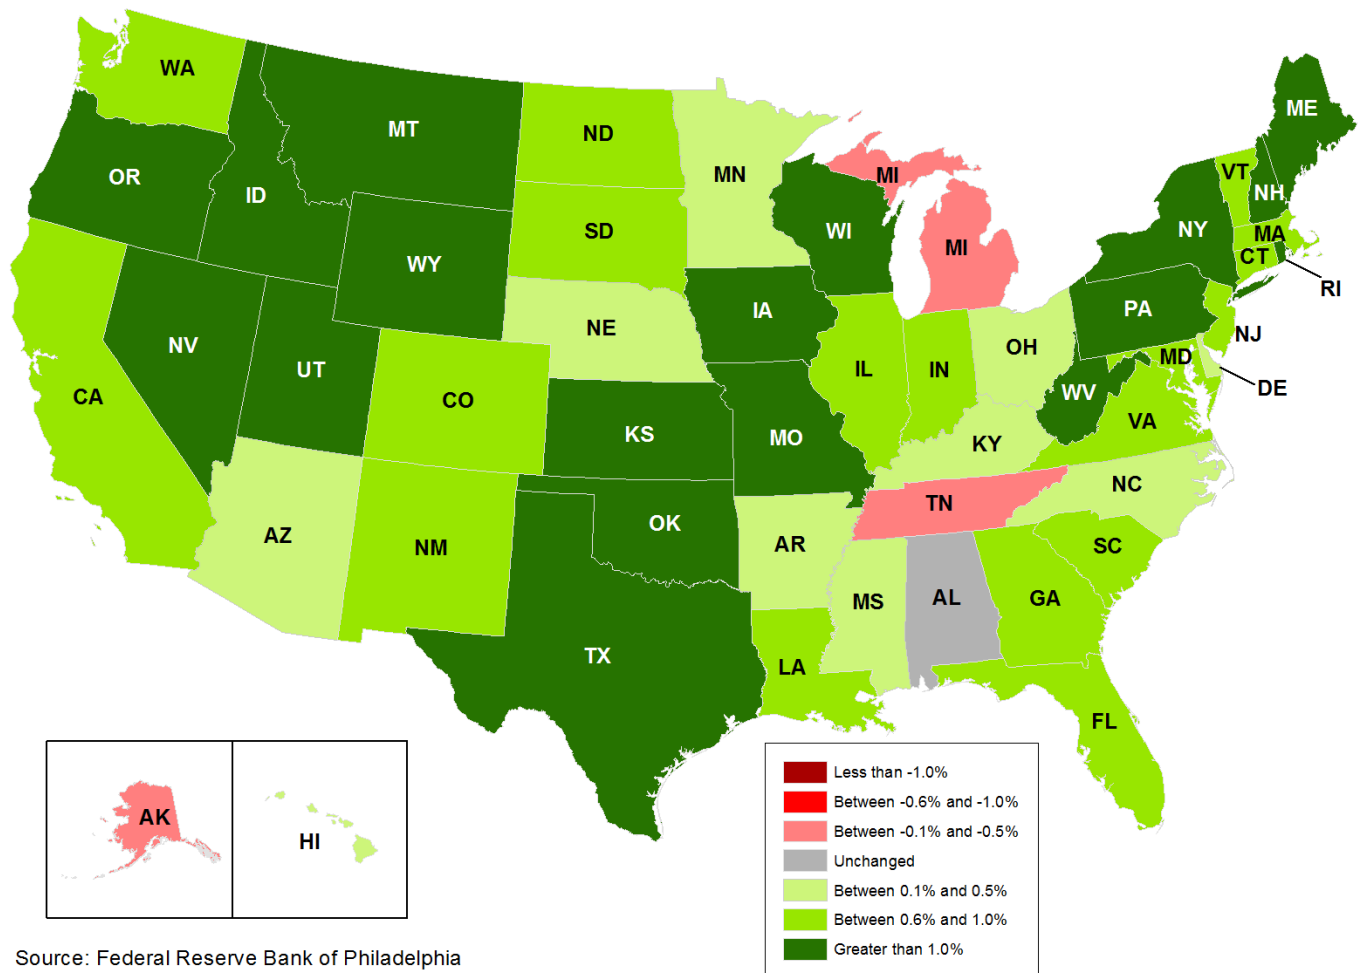 WA
MT
ND
MN
MI
ME
VT
NH
OR
ID
SD
WI
NY
MA
CT
RI
WY
MI
IA
PA
NE
NJ
NV
UT
OH
MD
IL
IN
DE
CA
CO
WV
VA
KS
MO
KY
NC
TN
AZ
NM
OK
AR
SC
MS
AL
GA
TX
LA
FL
AK
HI
Less than -1.0%
Between -0.6% and -1.0%
Between -0.1% and -0.5%
Unchanged
Between 0.1% and 0.5%
Between 0.6% and 1.0%
Greater than 1.0%
Source: Federal Reserve Bank of Philadelphia